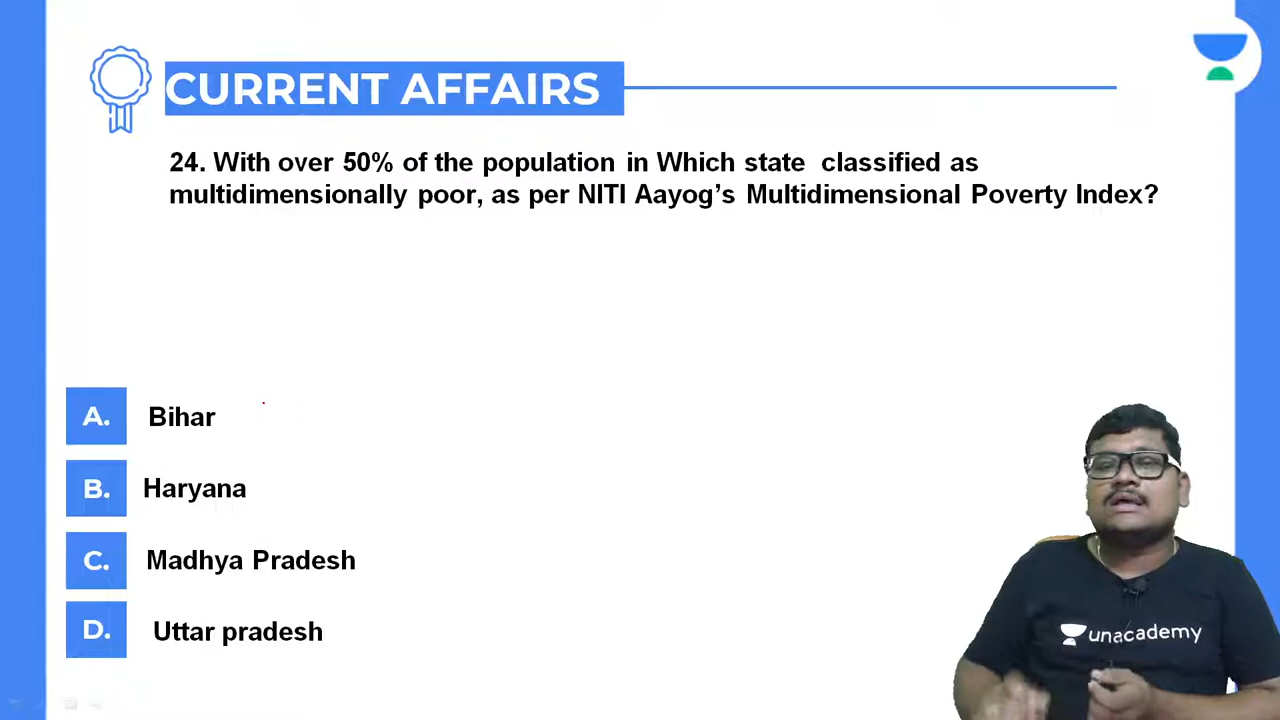 CURRENT AFFAIRS
24. With over 50% of the population in Which state classified as
multidimensionally poor, as per NITI Aayog’s Multidimensional Poverty Index?
A. Bihar
B. Haryana
C. Madhya Pradesh
D. Uttar pradesh
unacademy